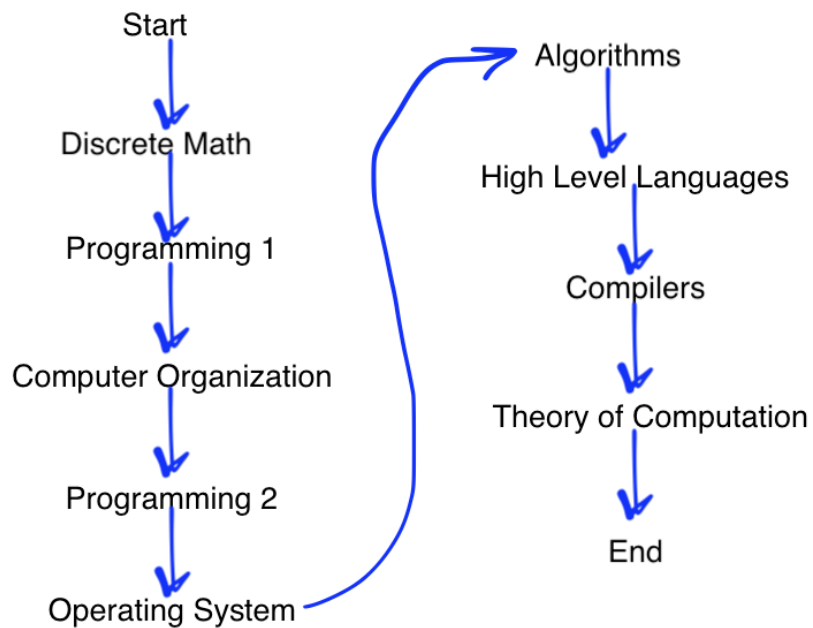 Start
Discrete Math
Programming 1
Computer Organization
Programming 2
Operating System
Algorithms
High Level Languages
Compilers
Theory of Computation
End